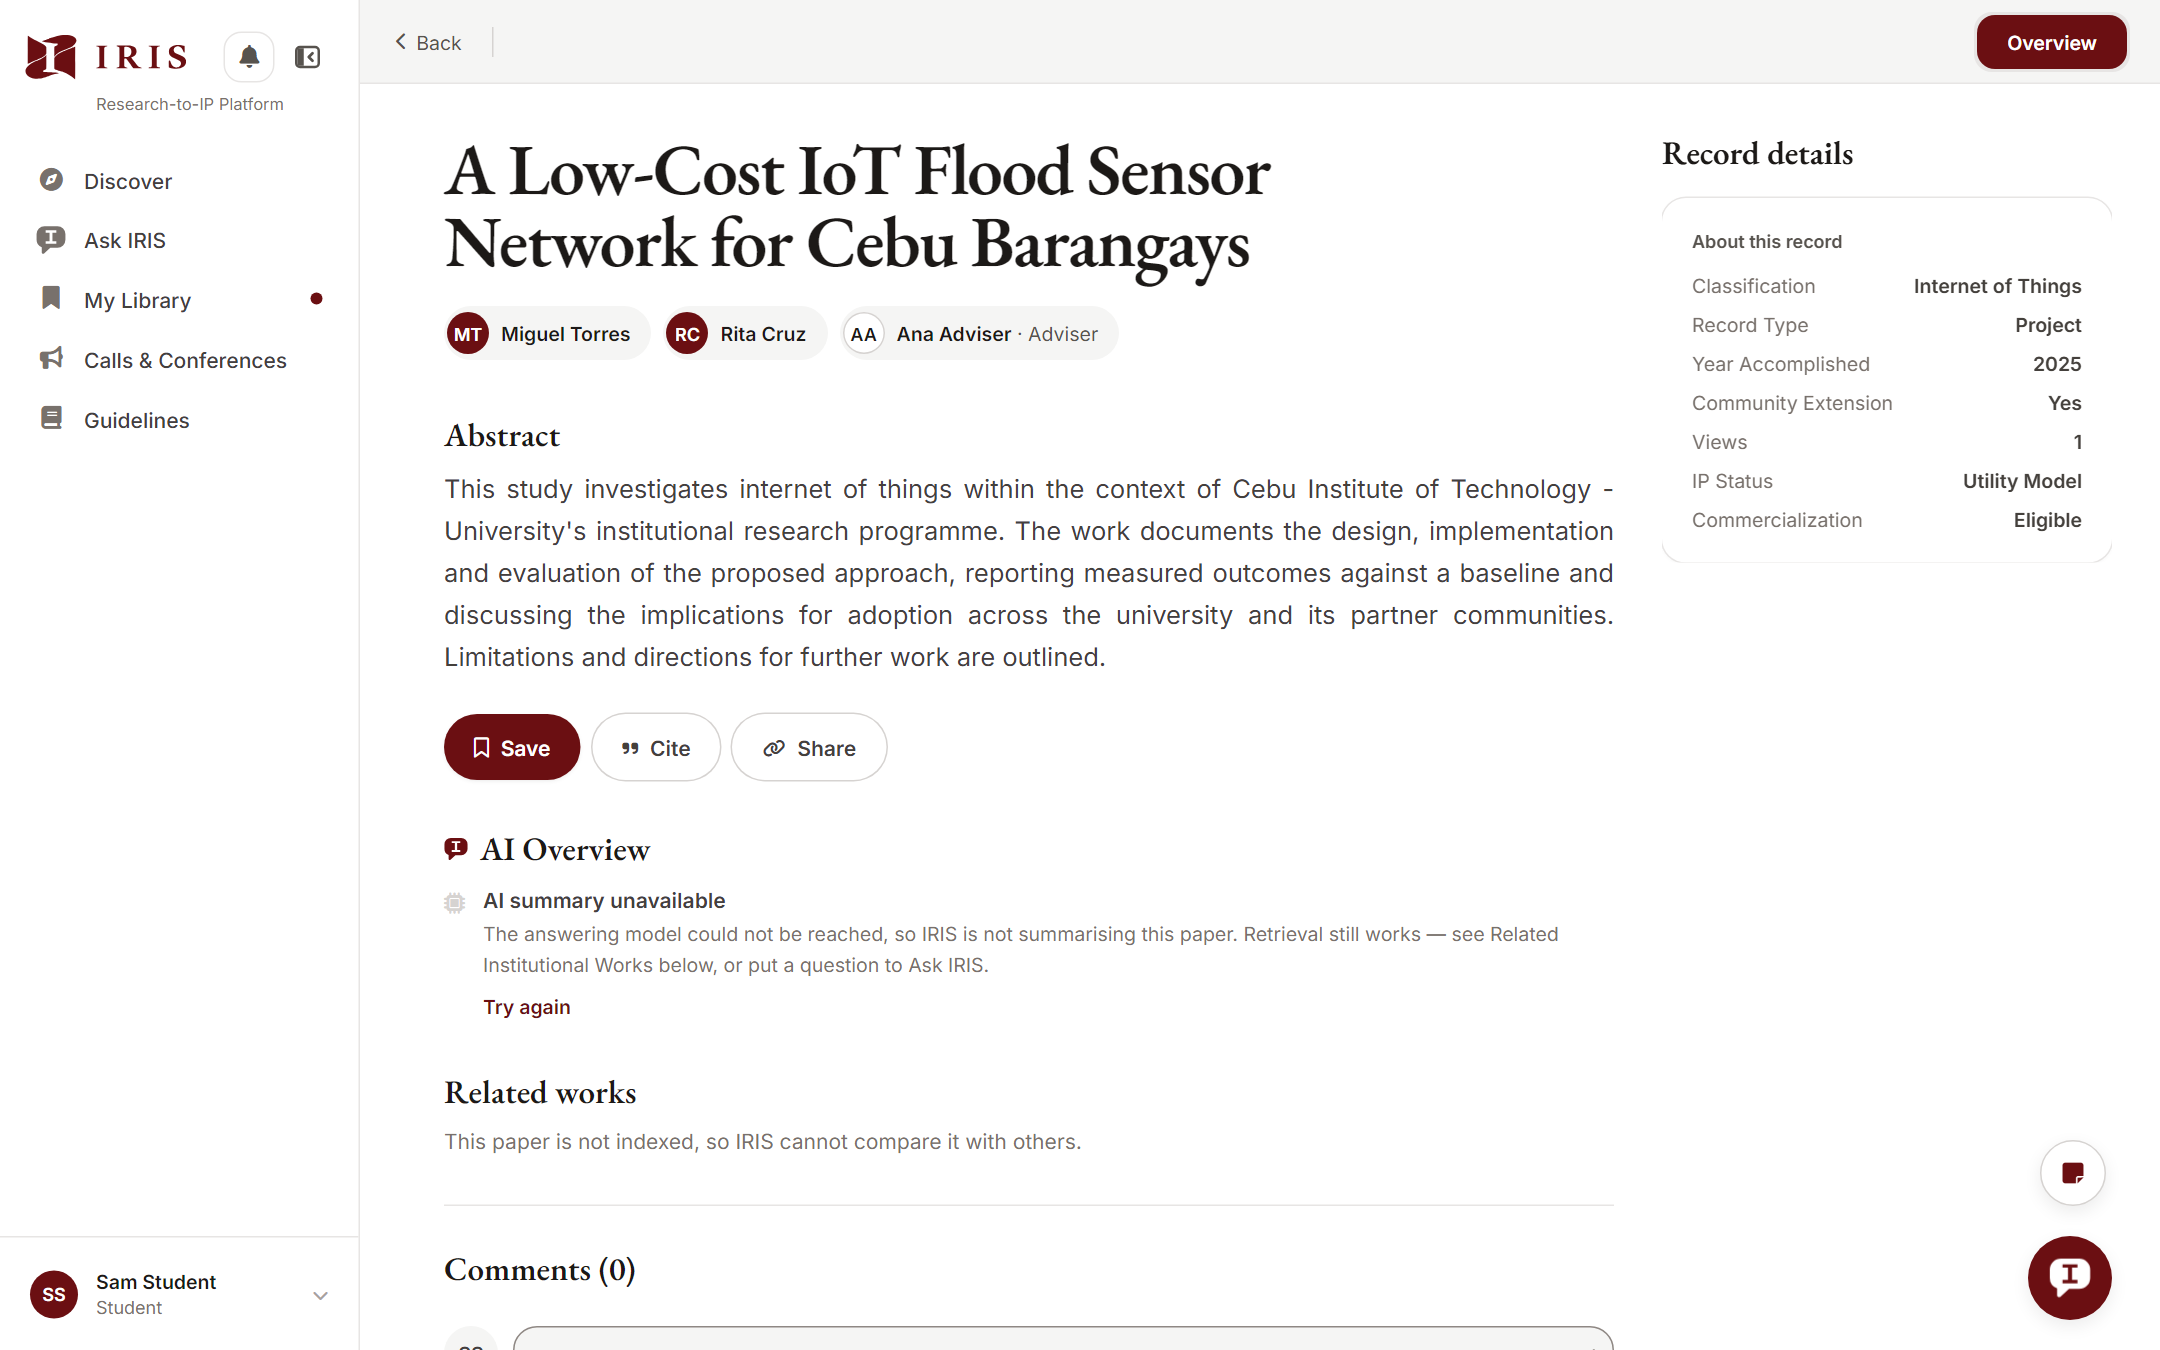 IRIS
Research-to-IP Platform
Discover
Ask IRIS
My Library
Calls & Conferences
Guidelines
SS
Sam Student
Student
Back
Overview
A Low-Cost IoT Flood Sensor
Network for Cebu Barangays
MT Miguel Torres
RC Rita Cruz
AA Ana Adviser · Adviser
Abstract
This study investigates internet of things within the context of Cebu Institute of Technology -
University's institutional research programme. The work documents the design, implementation
and evaluation of the proposed approach, reporting measured outcomes against a baseline and
discussing the implications for adoption across the university and its partner communities.
Limitations and directions for further work are outlined.
Save
Cite
Share
AI Overview
AI summary unavailable
The answering model could not be reached, so IRIS is not summarising this paper. Retrieval still works — see Related
Institutional Works below, or put a question to Ask IRIS.
Try again
Related works
This paper is not indexed, so IRIS cannot compare it with others.
Comments (0)
Record details
About this record
Classification Internet of Things
Record Type Project
Year Accomplished 2025
Community Extension Yes
Views 1
IP Status Utility Model
Commercialization Eligible